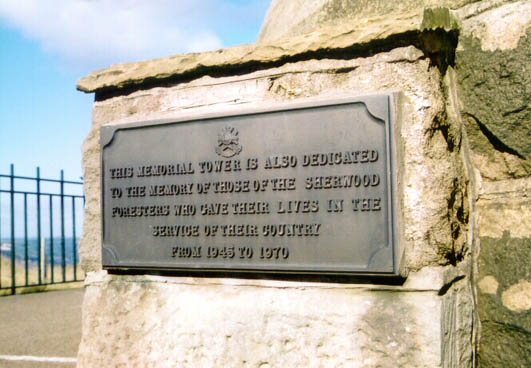 THIS MEMORIAL TOWER IS ALSO DEDICATED
TO THE MEMORY OF THOSE OF THE SHERWOOD
FORESTERS WHO GAVE THEIR LIVES IN THE
SERVICE OF THEIR COUNTRY
FROM 1945 TO 1970